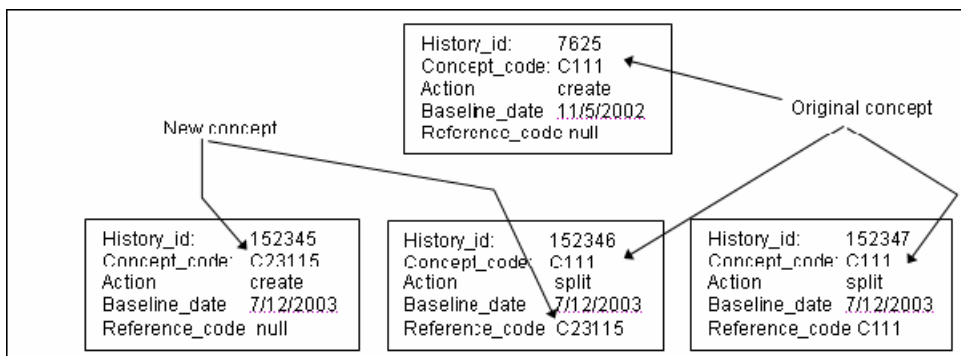 History_id: 7625
Concept_code: C111
Action create
Baseline_date 11/5/2002
Reference_code null
Original concept
New concept
History_id: 152345
Concept_code: C23115
Action create
Baseline_date 7/12/2003
Reference_code null
History_id: 152346
Concept_code: C111
Action split
Baseline_date 7/12/2003
Reference_code C23115
History_id: 152347
Concept_code: C111
Action split
Baseline_date 7/12/2003
Reference_code C111